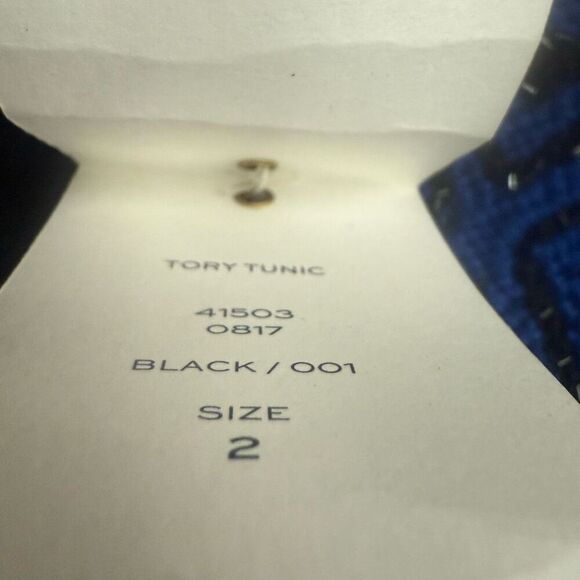 TORY TUNIC
41503
0817
BLACK / 001
SIZE
2